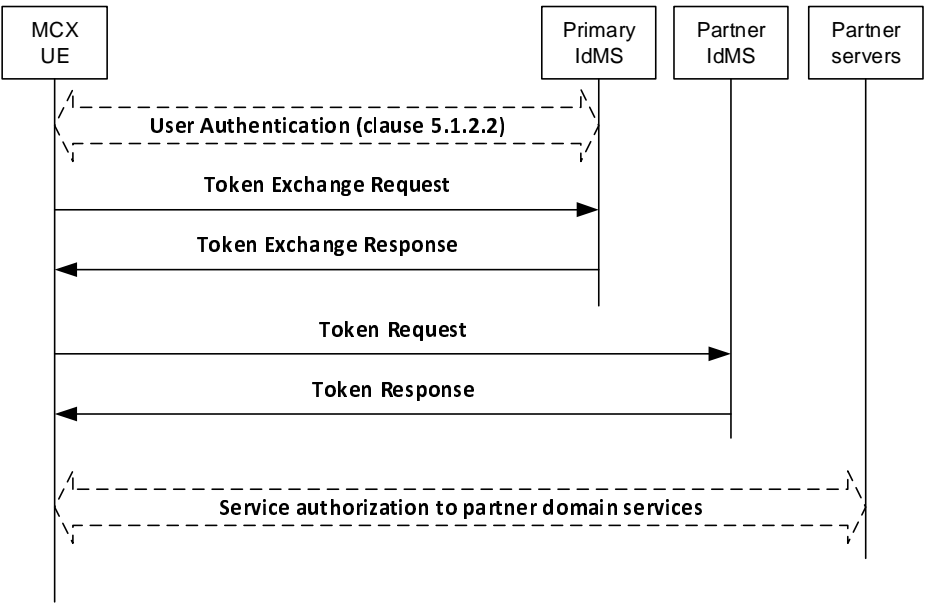 MCX
UE
Primary
IdMS
Partner
IdMS
Partner
servers
User Authentication (clause 5.1.2.2)
Token Exchange Request
Token Exchange Response
Token Request
Token Response
Service authorization to partner domain services